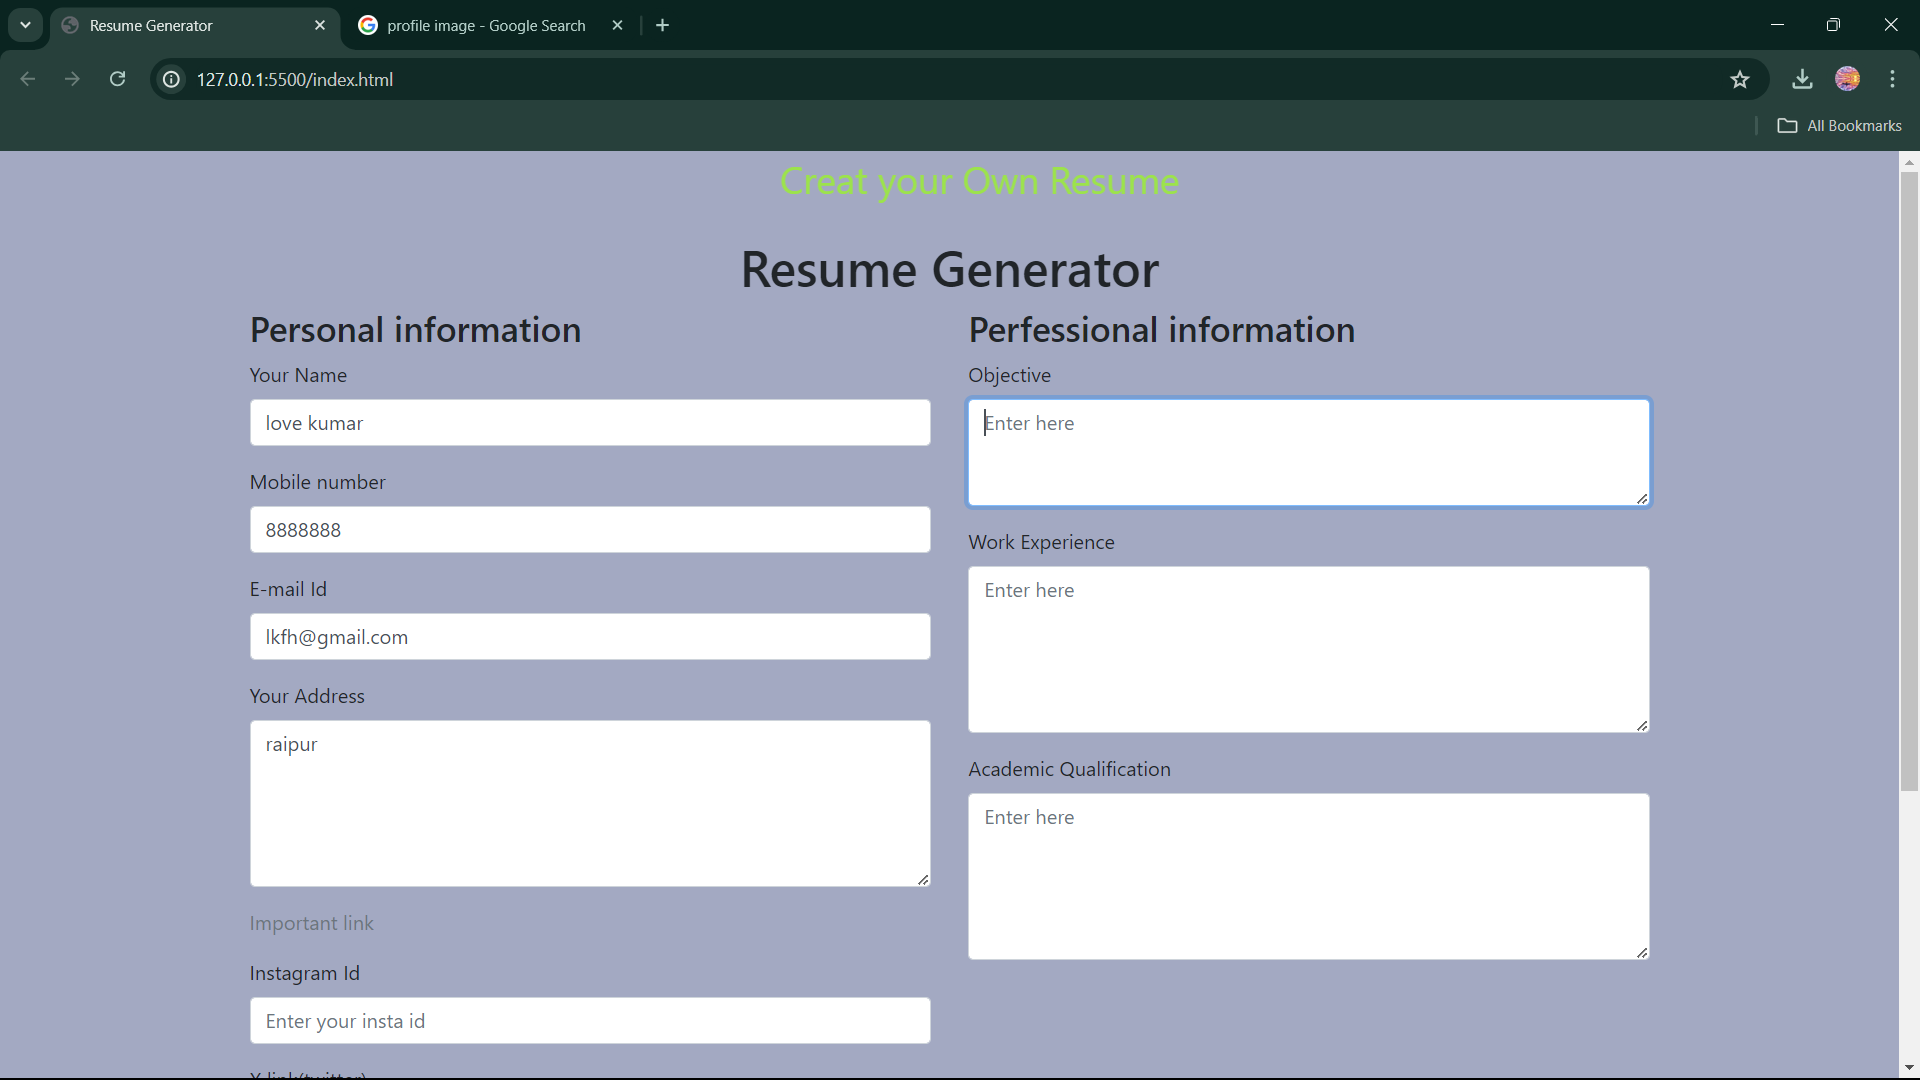 Resume Generator
profile image - Google Search
127.0.0.1:5500/index.html
All Bookmarks
Creat your Own Resume
Resume Generator
Personal information
Your Name
love kumar
Mobile number
8888888
E-mail Id
lkfh@gmail.com
Your Address
raipur
Important link
Instagram Id
Enter your insta id
X link(twitter)
Perfessional information
Objective
Enter here
Work Experience
Enter here
Academic Qualification
Enter here